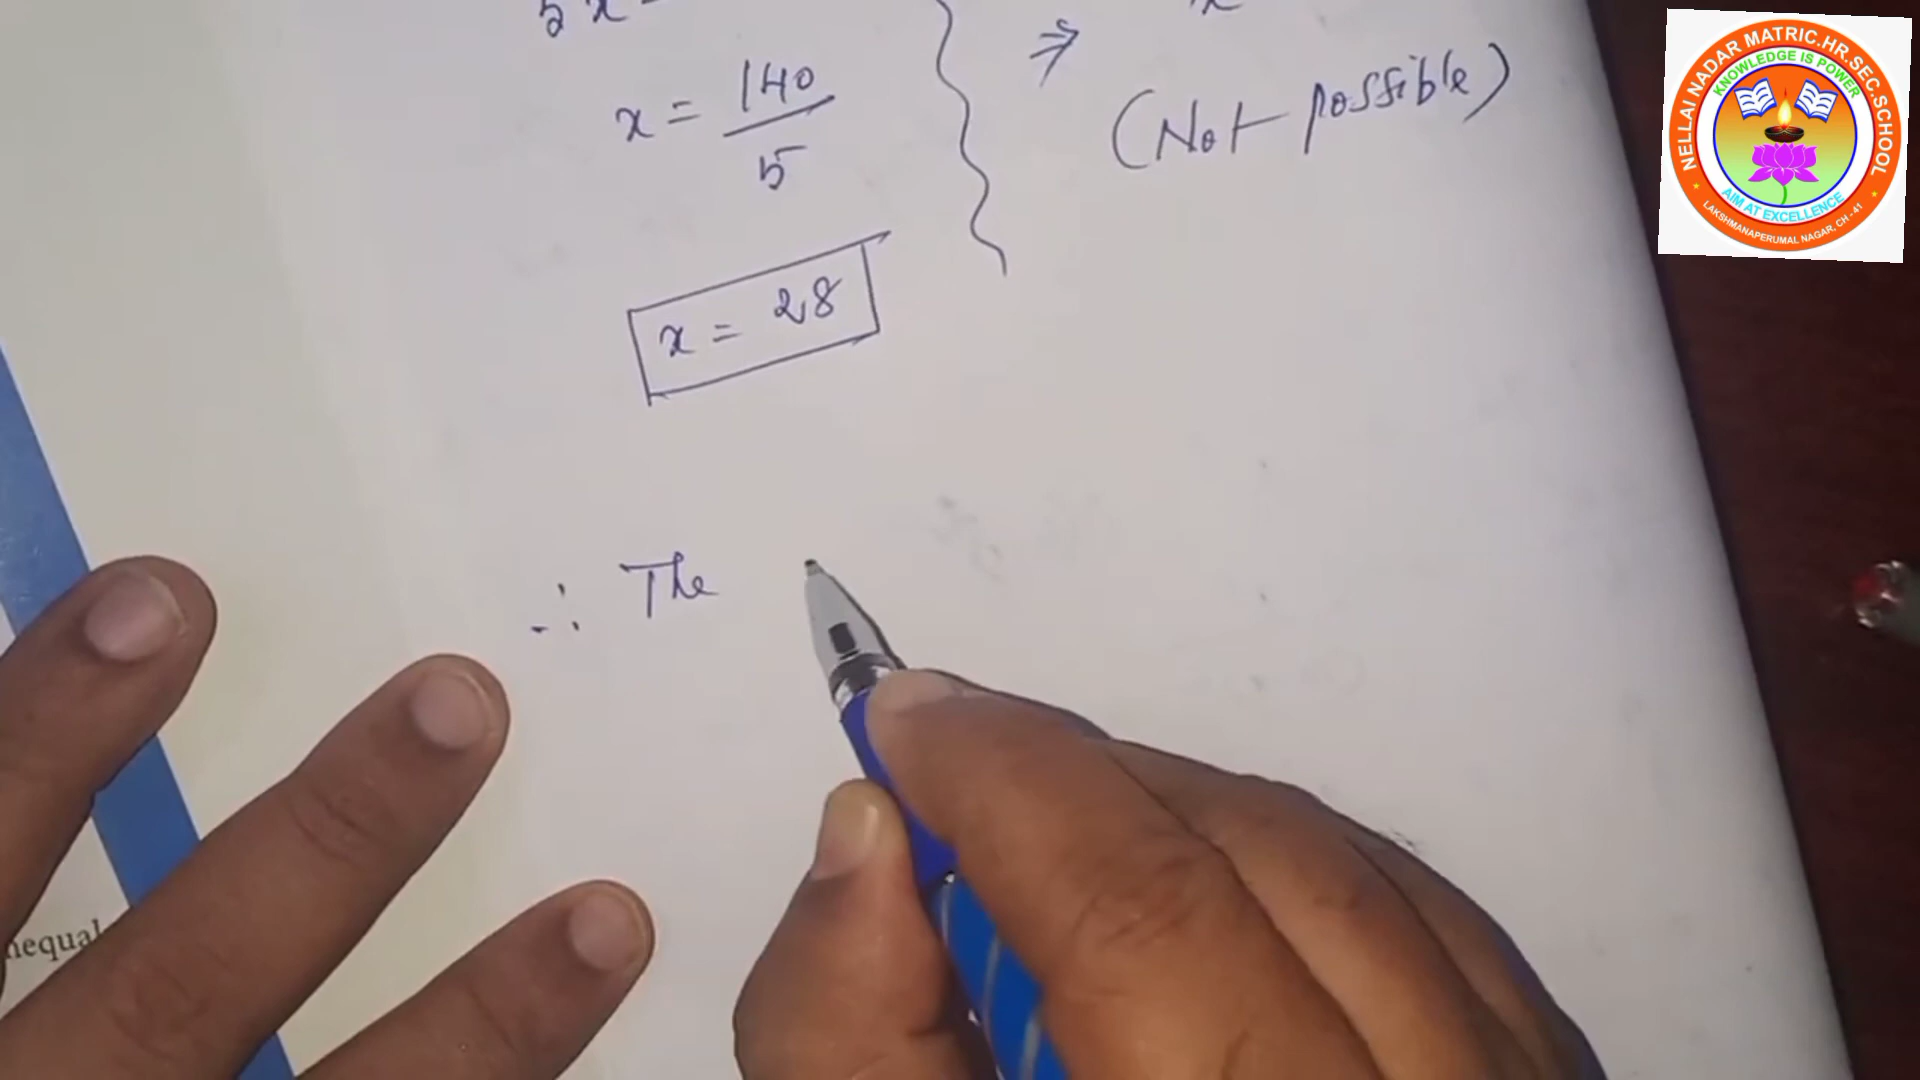 5x
x = 140/5
x = 28
⇒ x
(Not possible)
∴ The
nequal
NELLAI NADAR MATRIC.HR.SEC.SCHOOL
KNOWLEDGE IS POWER
AIM AT EXCELLENCE
LAKSHMANAPERUMAL NAGAR, CH - 41